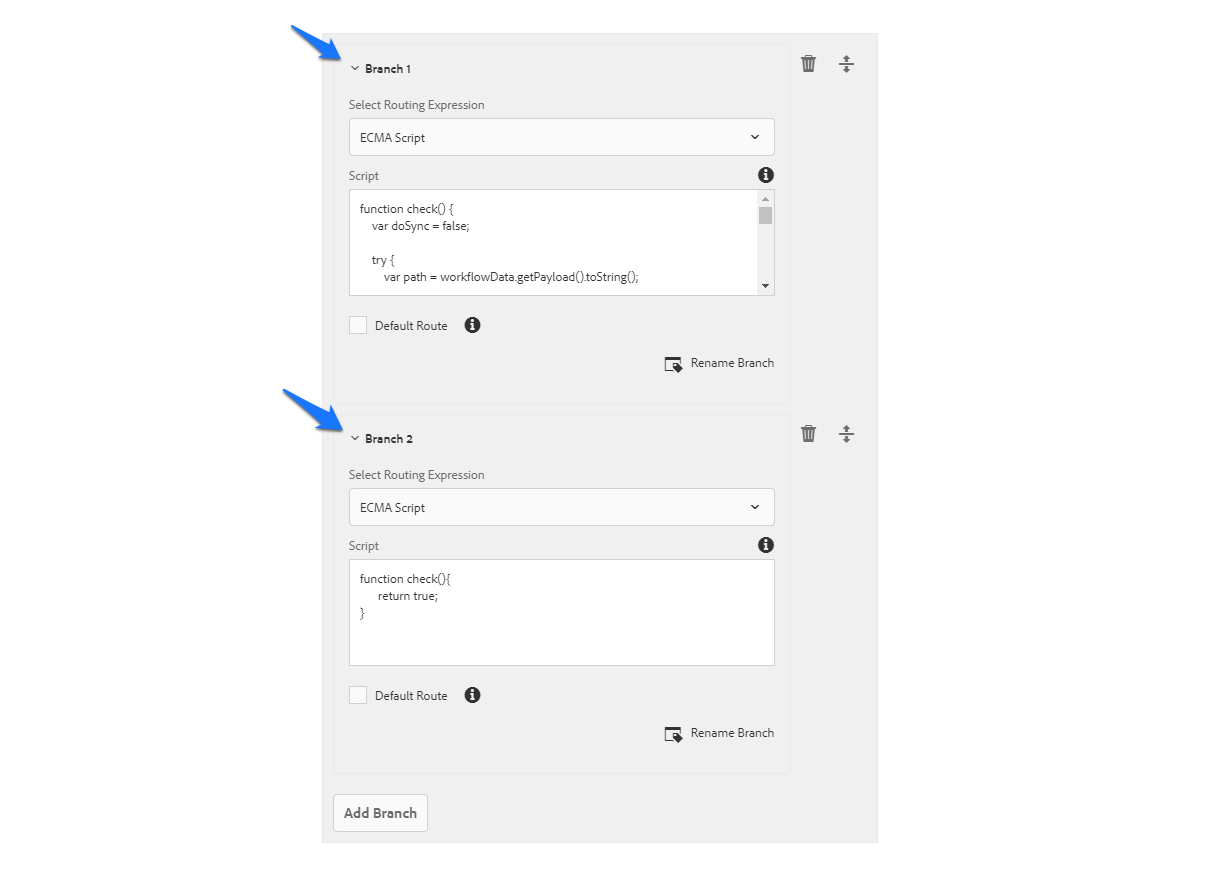 Branch 1
Select Routing Expression
ECMA Script
Script
function check() {
var doSync = false;
try {
var path = workflowData.getPayload().toString();
Default Route
Rename Branch
Branch 2
Select Routing Expression
ECMA Script
Script
function check(){
return true;
}
Default Route
Rename Branch
Add Branch